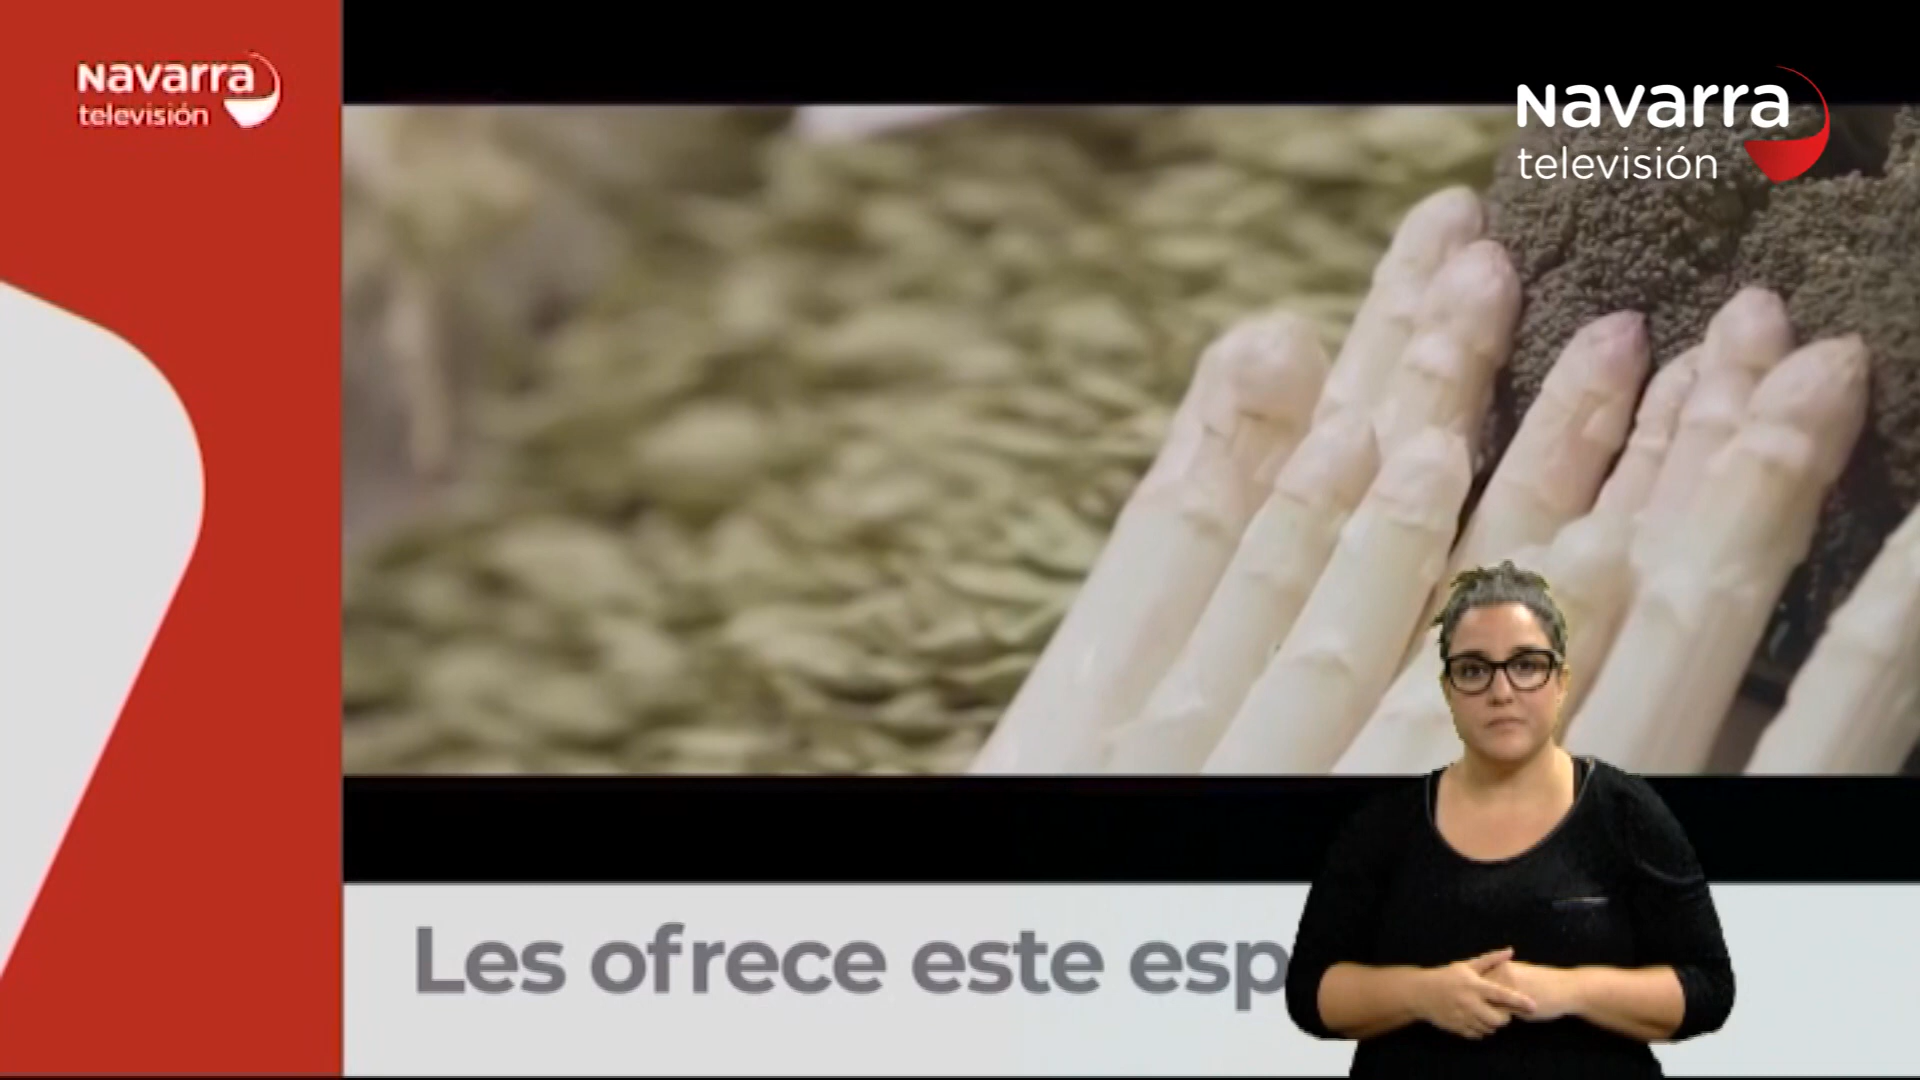 Navarra
televisión
Navarra
televisión
Les ofrece este esp